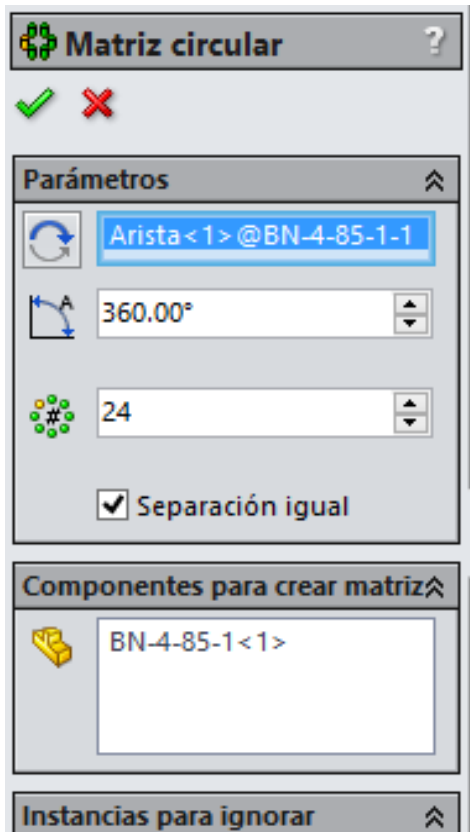 Matriz circular ?
Parámetros
Arista<1>@BN-4-85-1-1
A
360.00°
#
24
Separación igual
Componentes para crear matriz
BN-4-85-1<1>
Instancias para ignorar